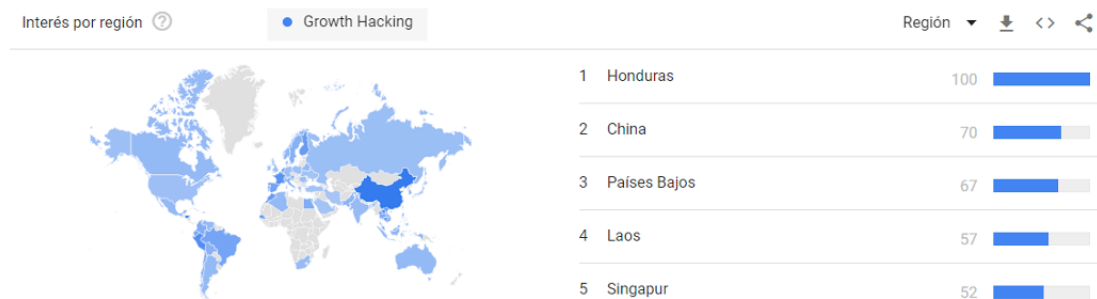 Interés por región ?
Growth Hacking
Región
1 Honduras 100
2 China 70
3 Países Bajos 67
4 Laos 57
5 Singapur 52